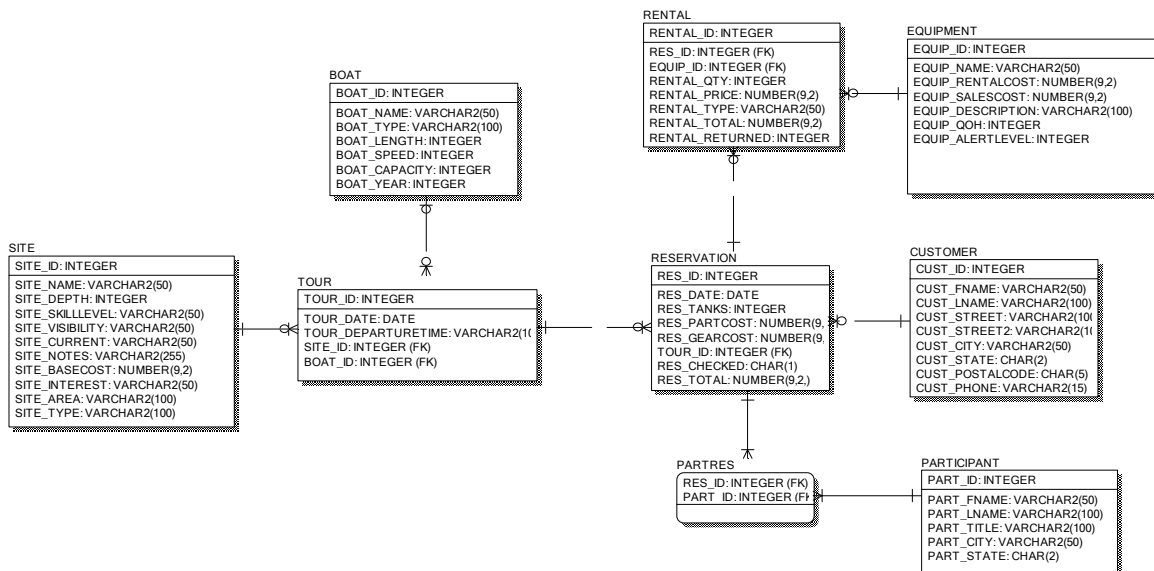 RENTAL
RENTAL_ID: INTEGER
RES_ID: INTEGER (FK)
EQUIP_ID: INTEGER (FK)
RENTAL_QTY: INTEGER
RENTAL_PRICE: NUMBER(9,2)
RENTAL_TYPE: VARCHAR2(50)
RENTAL_TOTAL: NUMBER(9,2)
RENTAL_RETURNED: INTEGER
EQUIPMENT
EQUIP_ID: INTEGER
EQUIP_NAME: VARCHAR2(50)
EQUIP_RENTALCOST: NUMBER(9,2)
EQUIP_SALESCOST: NUMBER(9,2)
EQUIP_DESCRIPTION: VARCHAR2(100)
EQUIP_QOH: INTEGER
EQUIP_ALERTLEVEL: INTEGER
BOAT
BOAT_ID: INTEGER
BOAT_NAME: VARCHAR2(50)
BOAT_TYPE: VARCHAR2(100)
BOAT_LENGTH: INTEGER
BOAT_SPEED: INTEGER
BOAT_CAPACITY: INTEGER
BOAT_YEAR: INTEGER
SITE
SITE_ID: INTEGER
SITE_NAME: VARCHAR2(50)
SITE_DEPTH: INTEGER
SITE_SKILLLEVEL: VARCHAR2(50)
SITE_VISIBILITY: VARCHAR2(50)
SITE_CURRENT: VARCHAR2(50)
SITE_NOTES: VARCHAR2(255)
SITE_BASECOST: NUMBER(9,2)
SITE_INTEREST: VARCHAR2(50)
SITE_AREA: VARCHAR2(100)
SITE_TYPE: VARCHAR2(100)
TOUR
TOUR_ID: INTEGER
TOUR_DATE: DATE
TOUR_DEPARTURETIME: VARCHAR2(10
SITE_ID: INTEGER (FK)
BOAT_ID: INTEGER (FK)
RESERVATION
RES_ID: INTEGER
RES_DATE: DATE
RES_TANKS: INTEGER
RES_PARTCOST: NUMBER(9,
RES_GEARCOST: NUMBER(9,
TOUR_ID: INTEGER (FK)
RES_CHECKED: CHAR(1)
RES_TOTAL: NUMBER(9,2,)
CUSTOMER
CUST_ID: INTEGER
CUST_FNAME: VARCHAR2(50)
CUST_LNAME: VARCHAR2(100)
CUST_STREET: VARCHAR2(100
CUST_STREET2: VARCHAR2(10
CUST_CITY: VARCHAR2(50)
CUST_STATE: CHAR(2)
CUST_POSTALCODE: CHAR(5)
CUST_PHONE: VARCHAR2(15)
PARTRES
RES_ID: INTEGER (FK)
PART_ID: INTEGER (FK
PARTICIPANT
PART_ID: INTEGER
PART_FNAME: VARCHAR2(50)
PART_LNAME: VARCHAR2(100)
PART_TITLE: VARCHAR2(100)
PART_CITY: VARCHAR2(50)
PART_STATE: CHAR(2)